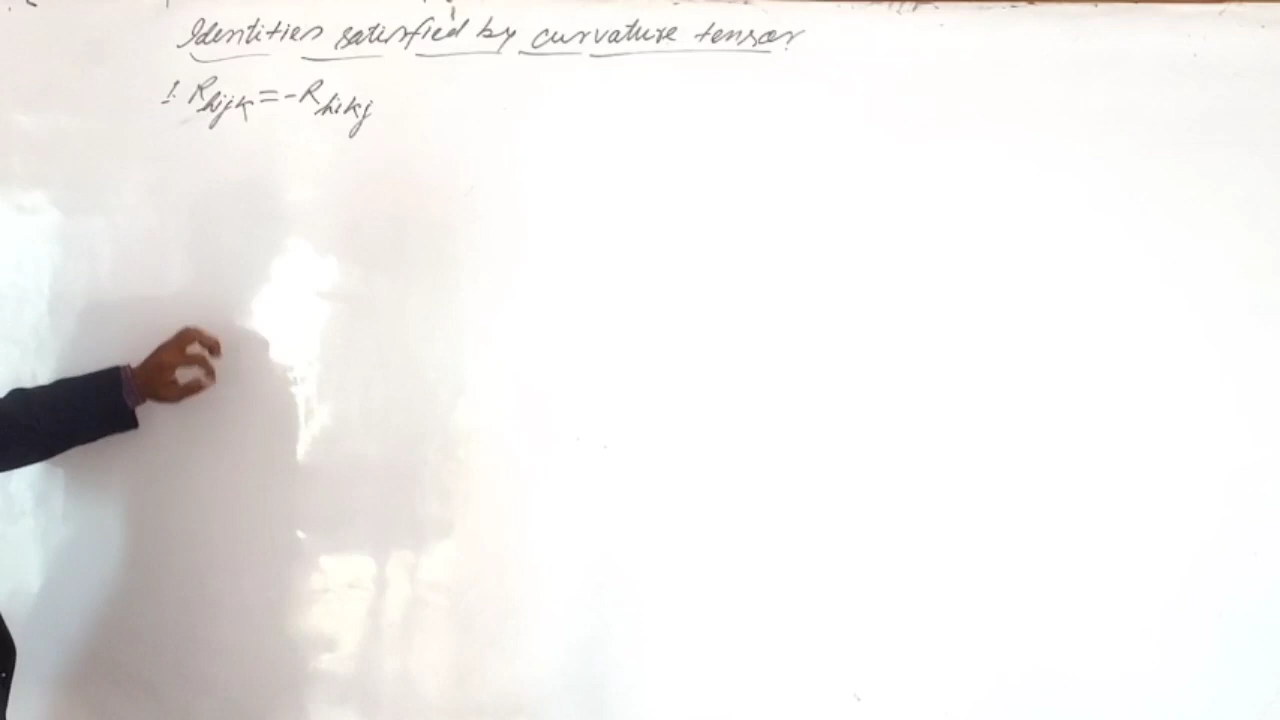 Identities satisfied by curvature tensor
1. R_hijk = -R_hikj